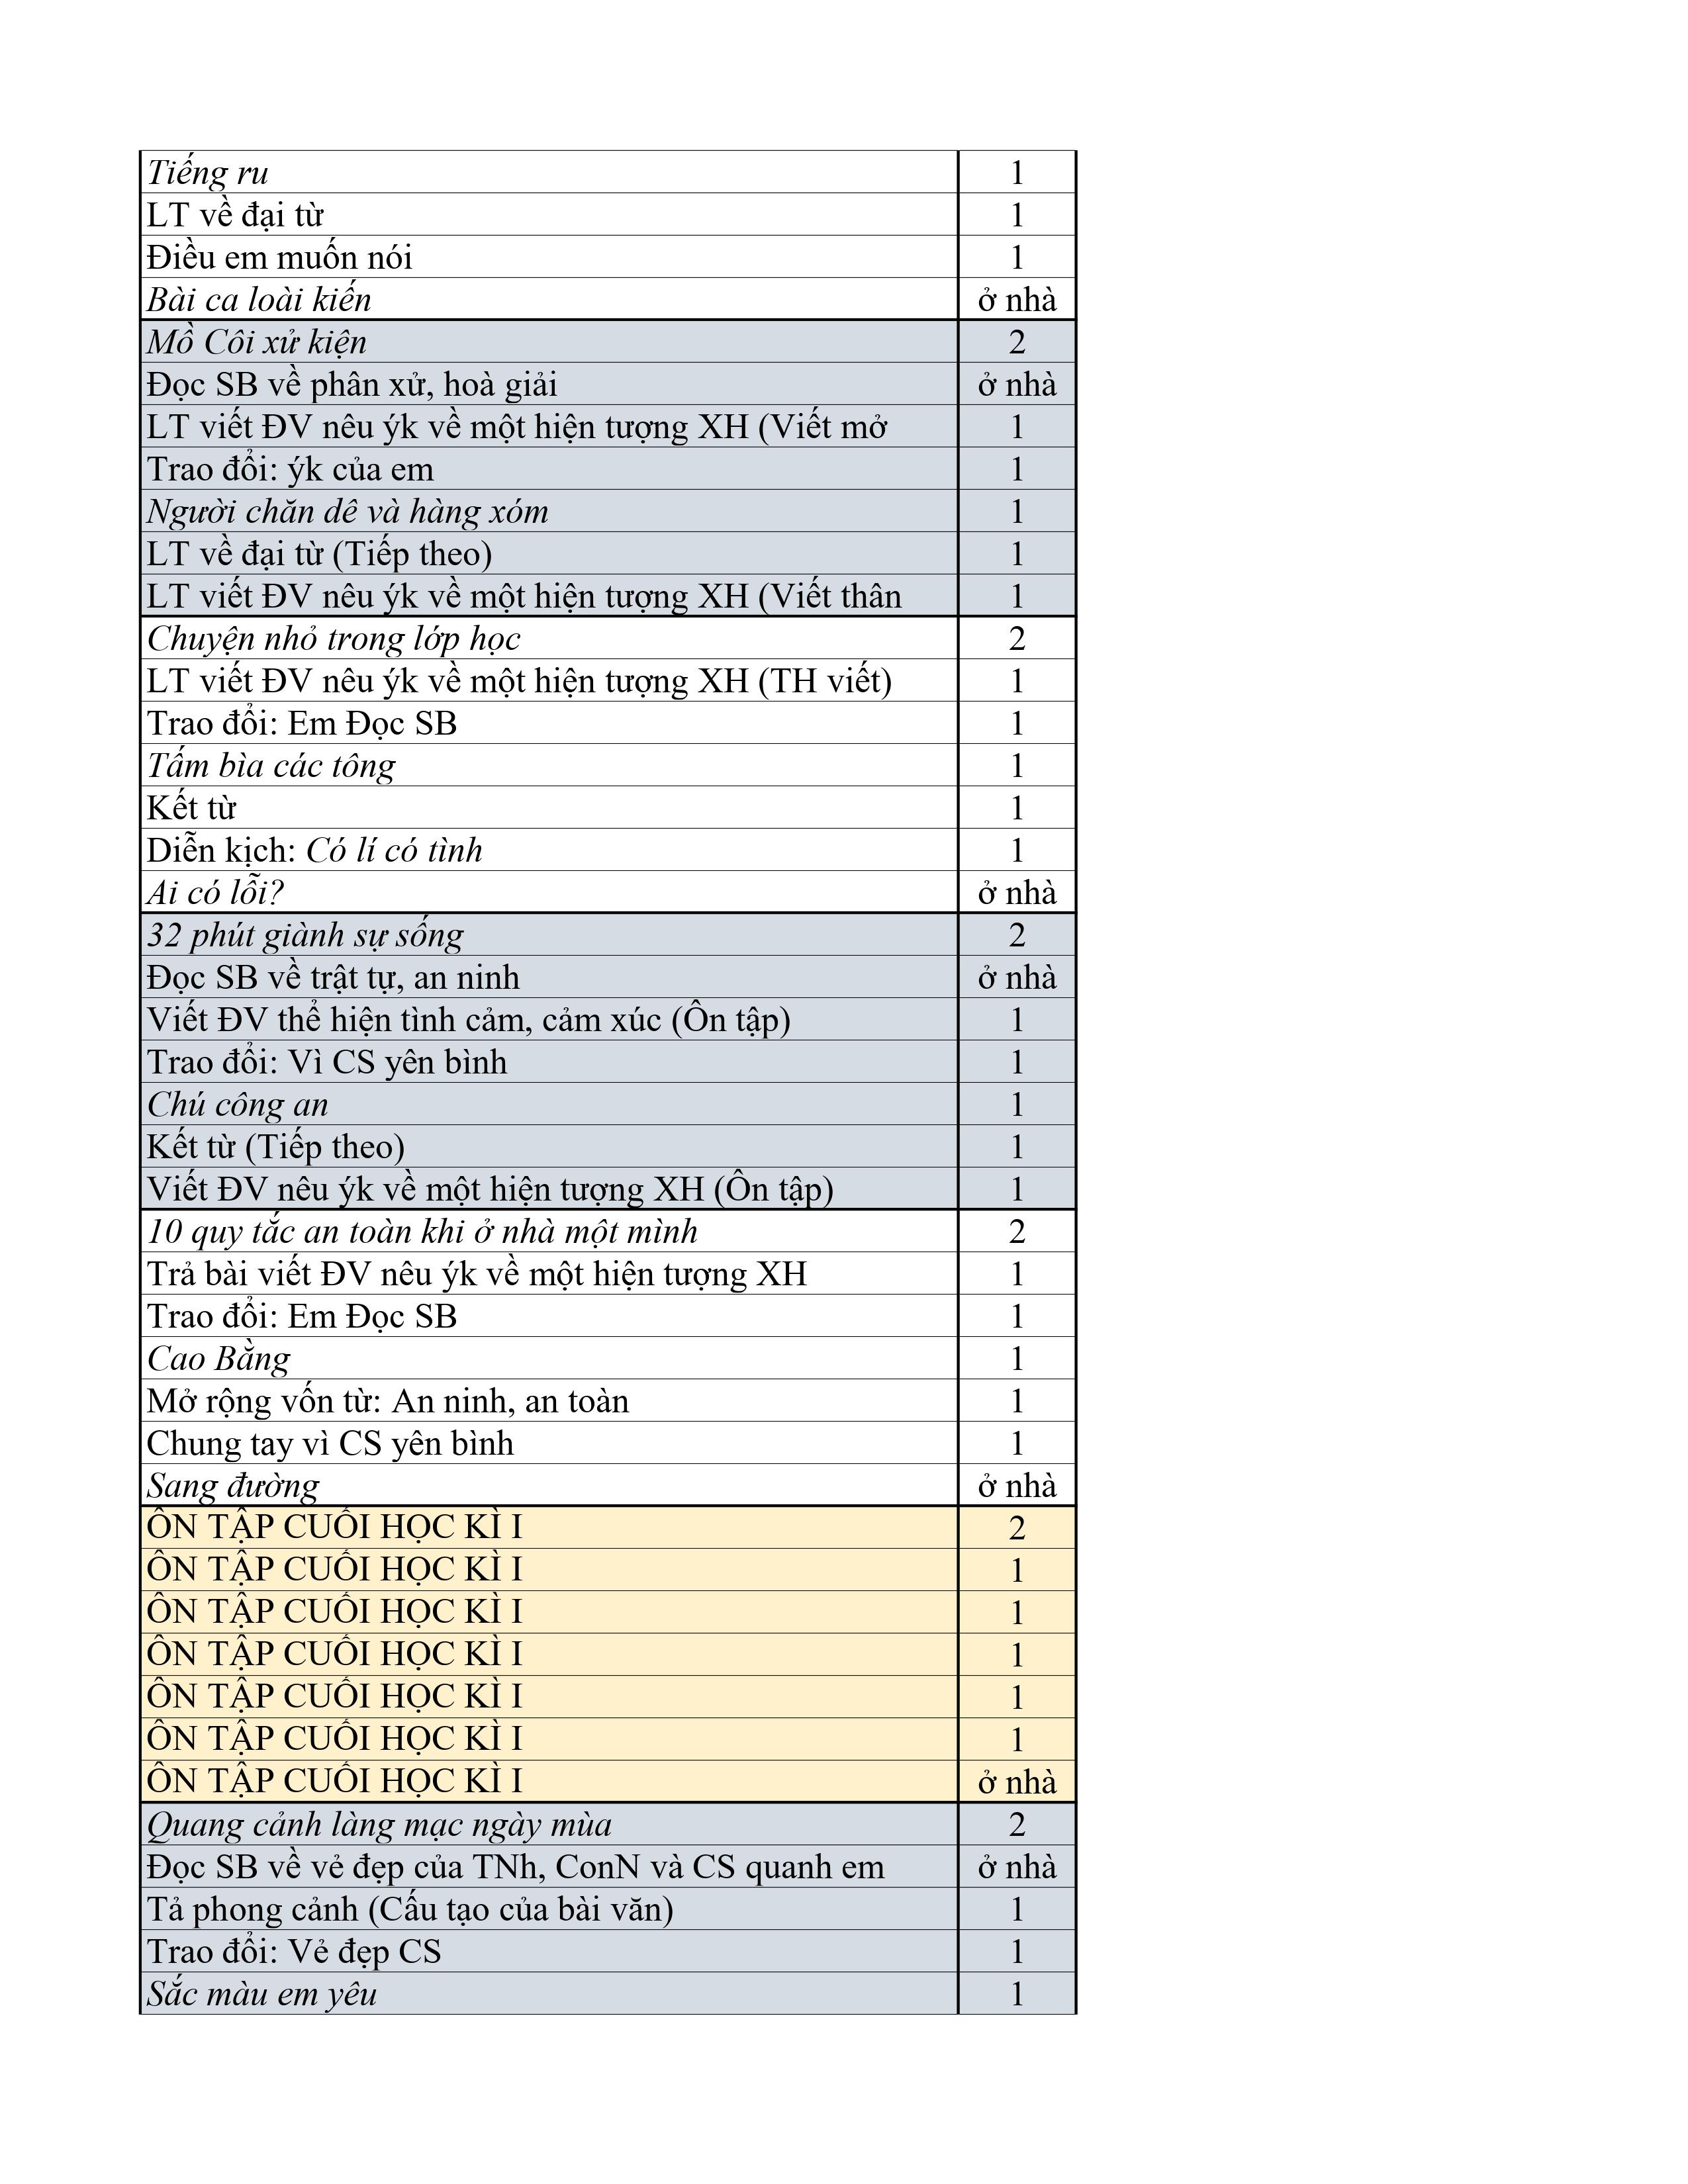 Tiếng ru 1
LT về đại từ 1
Điều em muốn nói 1
Bài ca loài kiến ở nhà
Mồ Côi xử kiện 2
Đọc SB về phân xử, hoà giải ở nhà
LT viết ĐV nêu ýk về một hiện tượng XH (Viết mở 1
Trao đổi: ýk của em 1
Người chăn dê và hàng xóm 1
LT về đại từ (Tiếp theo) 1
LT viết ĐV nêu ýk về một hiện tượng XH (Viết thân 1
Chuyện nhỏ trong lớp học 2
LT viết ĐV nêu ýk về một hiện tượng XH (TH viết) 1
Trao đổi: Em Đọc SB 1
Tấm bìa các tông 1
Kết từ 1
Diễn kịch: Có lí có tình 1
Ai có lỗi? ở nhà
32 phút giành sự sống 2
Đọc SB về trật tự, an ninh ở nhà
Viết ĐV thể hiện tình cảm, cảm xúc (Ôn tập) 1
Trao đổi: Vì CS yên bình 1
Chú công an 1
Kết từ (Tiếp theo) 1
Viết ĐV nêu ýk về một hiện tượng XH (Ôn tập) 1
10 quy tắc an toàn khi ở nhà một mình 2
Trả bài viết ĐV nêu ýk về một hiện tượng XH 1
Trao đổi: Em Đọc SB 1
Cao Bằng 1
Mở rộng vốn từ: An ninh, an toàn 1
Chung tay vì CS yên bình 1
Sang đường ở nhà
ÔN TẬP CUỐI HỌC KÌ I 2
ÔN TẬP CUỐI HỌC KÌ I 1
ÔN TẬP CUỐI HỌC KÌ I 1
ÔN TẬP CUỐI HỌC KÌ I 1
ÔN TẬP CUỐI HỌC KÌ I 1
ÔN TẬP CUỐI HỌC KÌ I 1
ÔN TẬP CUỐI HỌC KÌ I ở nhà
Quang cảnh làng mạc ngày mùa 2
Đọc SB về vẻ đẹp của TNh, ConN và CS quanh em ở nhà
Tả phong cảnh (Cấu tạo của bài văn) 1
Trao đổi: Vẻ đẹp CS 1
Sắc màu em yêu 1